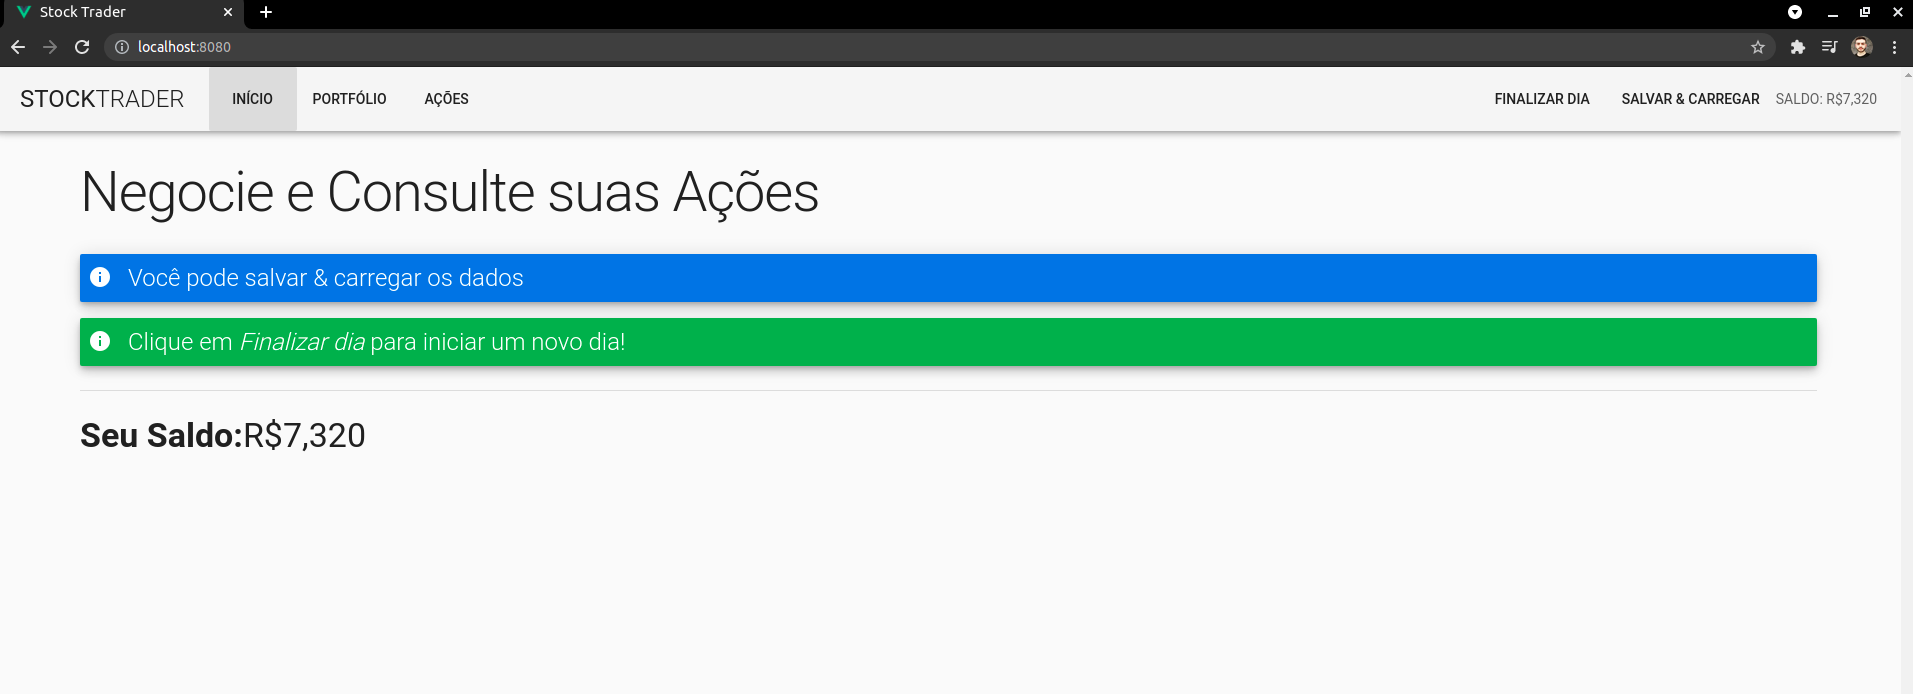 Stock Trader
localhost:8080
STOCKTRADER INÍCIO PORTFÓLIO AÇÕES FINALIZAR DIA SALVAR & CARREGAR SALDO: R$7,320
Negocie e Consulte suas Ações
Você pode salvar & carregar os dados
Clique em Finalizar dia para iniciar um novo dia!
Seu Saldo:R$7,320